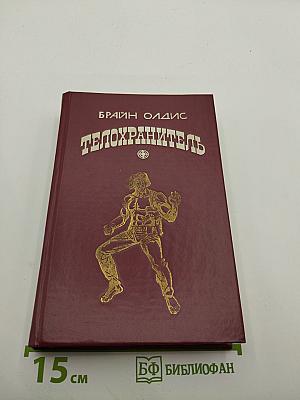 БРАЙН ОЛДИС
ТЕЛОХРАНИТЕЛЬ
15 см
БФ БИБЛИОФАН